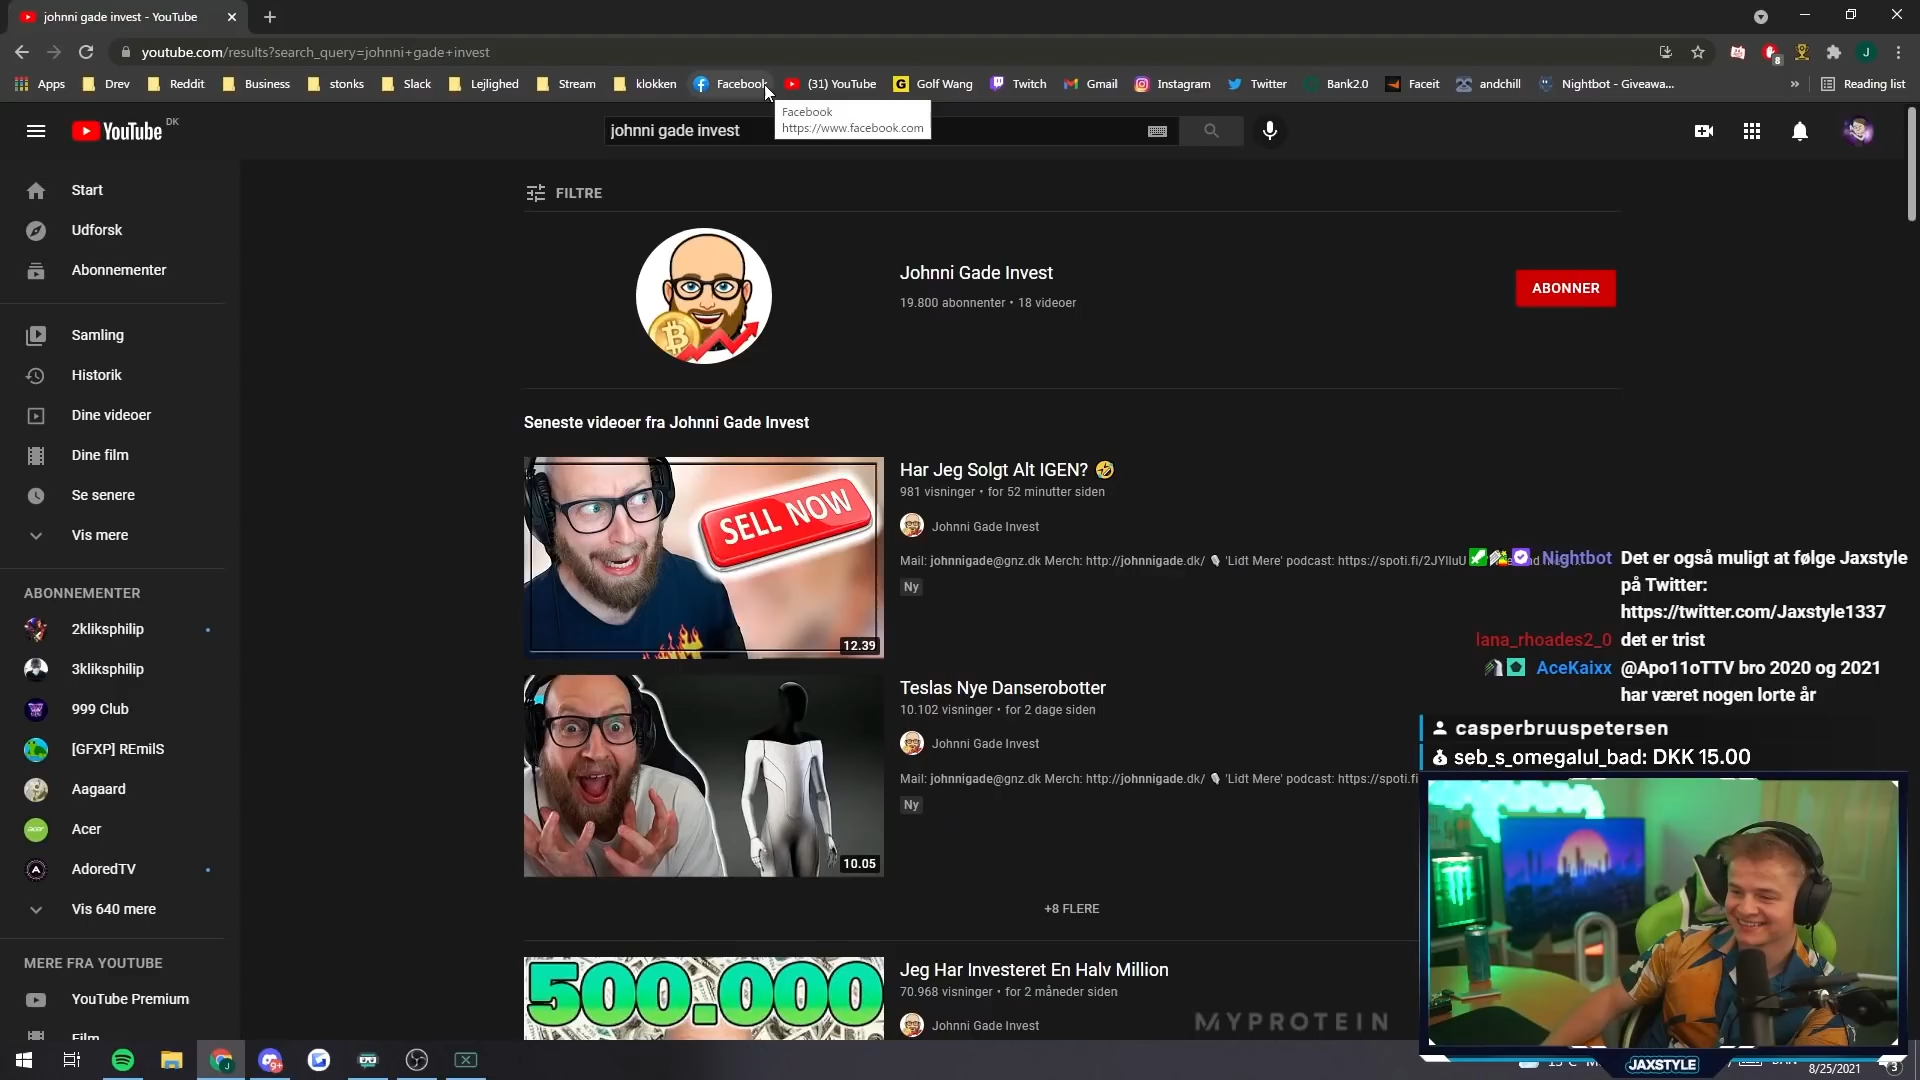 johnni gade invest - YouTube
youtube.com/results?search_query=johnni+gade+invest
Apps Drev Reddit Business stonks Slack Lejlighed Stream klokken Facebook (31) YouTube Golf Wang Twitch Gmail Instagram Twitter Bank2.0 Faceit andchill Nightbot - Giveawa... » Reading list
Facebook
https://www.facebook.com
YouTube DK
johnni gade invest
Start
Udforsk
Abonnementer
Samling
Historik
Dine videoer
Dine film
Se senere
Vis mere
ABONNEMENTER
2kliksphilip
3kliksphilip
999 Club
[GFXP] REmilS
Aagaard
Acer
AdoredTV
Vis 640 mere
MERE FRA YOUTUBE
YouTube Premium
Film
FILTRE
Johnni Gade Invest
19.800 abonnenter • 18 videoer
ABONNER
Seneste videoer fra Johnni Gade Invest
SELL NOW
12.39
Har Jeg Solgt Alt IGEN? 🤣
981 visninger • for 52 minutter siden
Johnni Gade Invest
Mail: johnnigade@gnz.dk Merch: http://johnnigade.dk/ 🎙 'Lidt Mere' podcast: https://spoti.fi/2JYlluU
Ny
10.05
Teslas Nye Danserobotter
10.102 visninger • for 2 dage siden
Johnni Gade Invest
Mail: johnnigade@gnz.dk Merch: http://johnnigade.dk/ 🎙 'Lidt Mere' podcast: https://spoti.fi
Ny
+8 FLERE
500.000
Jeg Har Investeret En Halv Million
70.968 visninger • for 2 måneder siden
Johnni Gade Invest
MYPROTEIN
Nightbot Det er også muligt at følge Jaxstyle
på Twitter:
https://twitter.com/Jaxstyle1337
lana_rhoades2_0 det er trist
AceKaixx @Apo11oTTV bro 2020 og 2021
har været nogen lorte år
casperbruuspetersen
seb_s_omegalul_bad: DKK 15.00
JAXSTYLE
8/25/2021